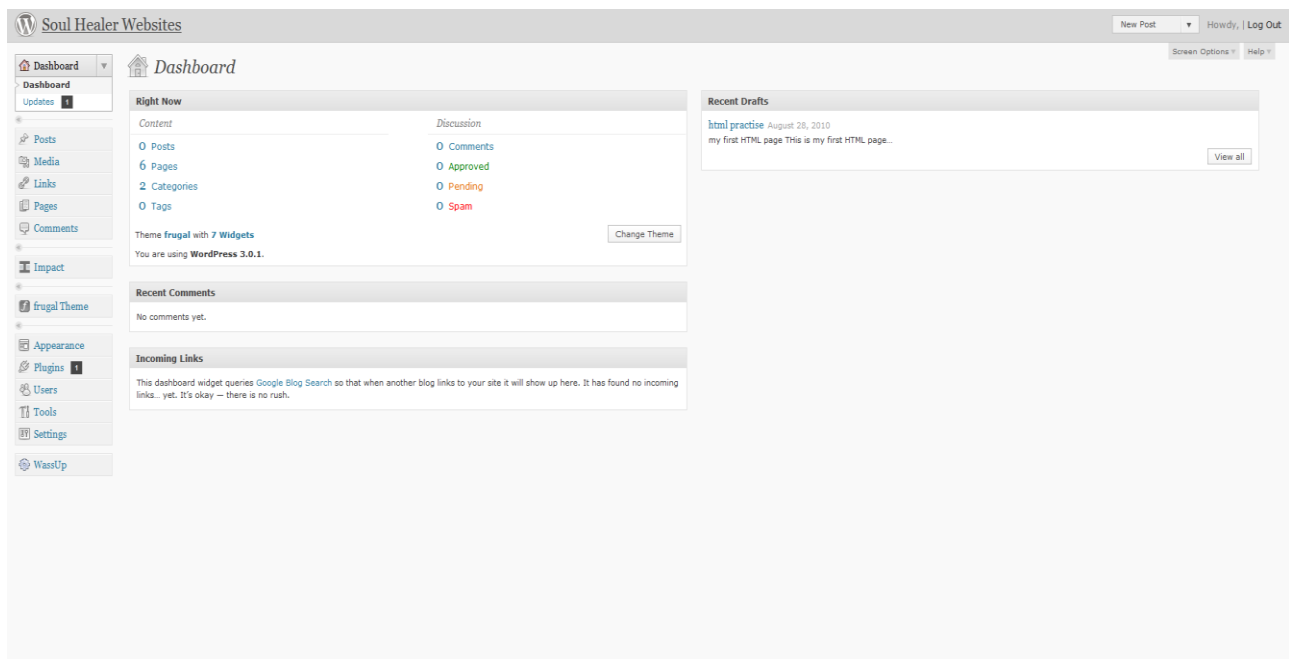 Soul Healer Websites
New Post ▼ Howdy, | Log Out
Screen Options ▼ Help ▼
Dashboard ▼
Dashboard
Updates 1
Posts
Media
Links
Pages
Comments
Impact
frugal Theme
Appearance
Plugins 1
Users
Tools
Settings
WassUp
Dashboard
Right Now
Content
0 Posts
6 Pages
2 Categories
0 Tags
Discussion
0 Comments
0 Approved
0 Pending
0 Spam
Theme frugal with 7 Widgets
Change Theme
You are using WordPress 3.0.1.
Recent Comments
No comments yet.
Incoming Links
This dashboard widget queries Google Blog Search so that when another blog links to your site it will show up here. It has found no incoming
links... yet. It's okay — there is no rush.
Recent Drafts
html practise August 28, 2010
my first HTML page THis is my first HTML page...
View all